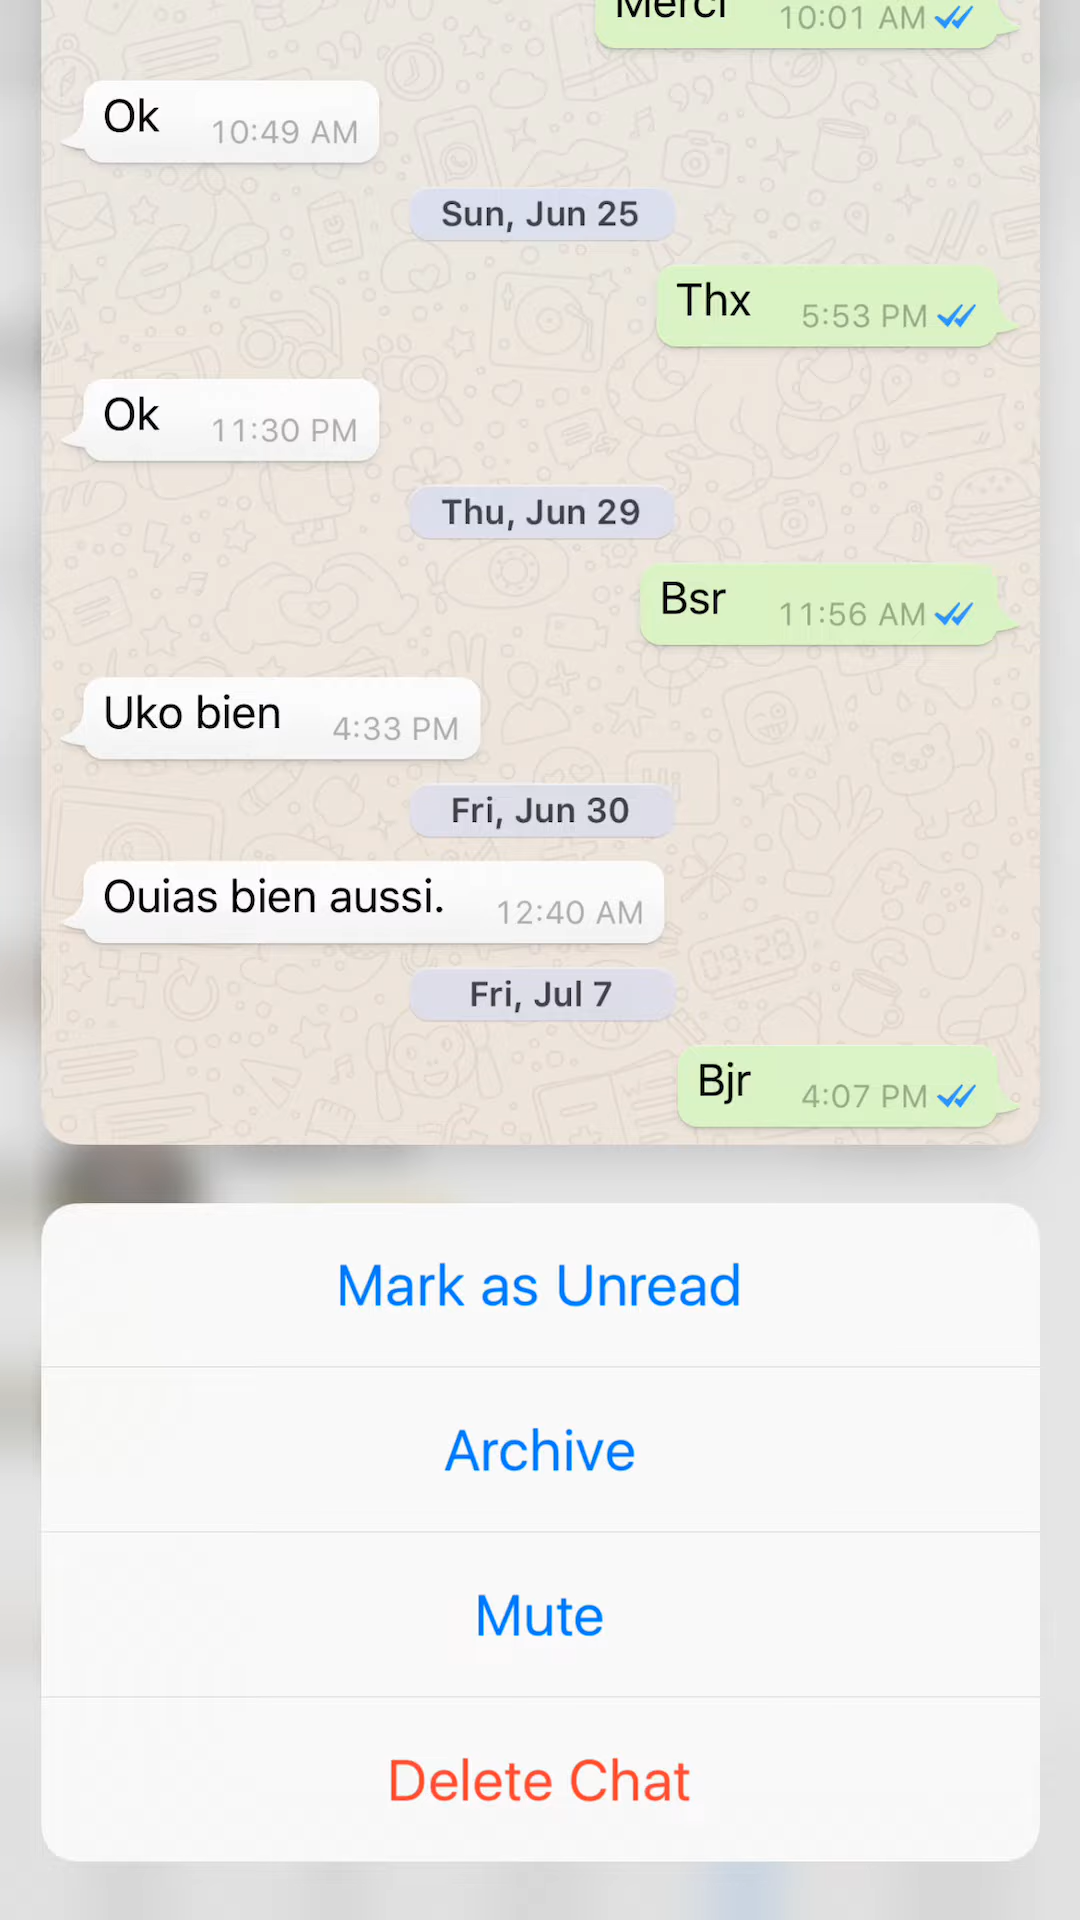 Merci 10:01 AM
Ok 10:49 AM
Sun, Jun 25
Thx 5:53 PM
Ok 11:30 PM
Thu, Jun 29
Bsr 11:56 AM
Uko bien 4:33 PM
Fri, Jun 30
Ouias bien aussi. 12:40 AM
Fri, Jul 7
Bjr 4:07 PM
Mark as Unread
Archive
Mute
Delete Chat